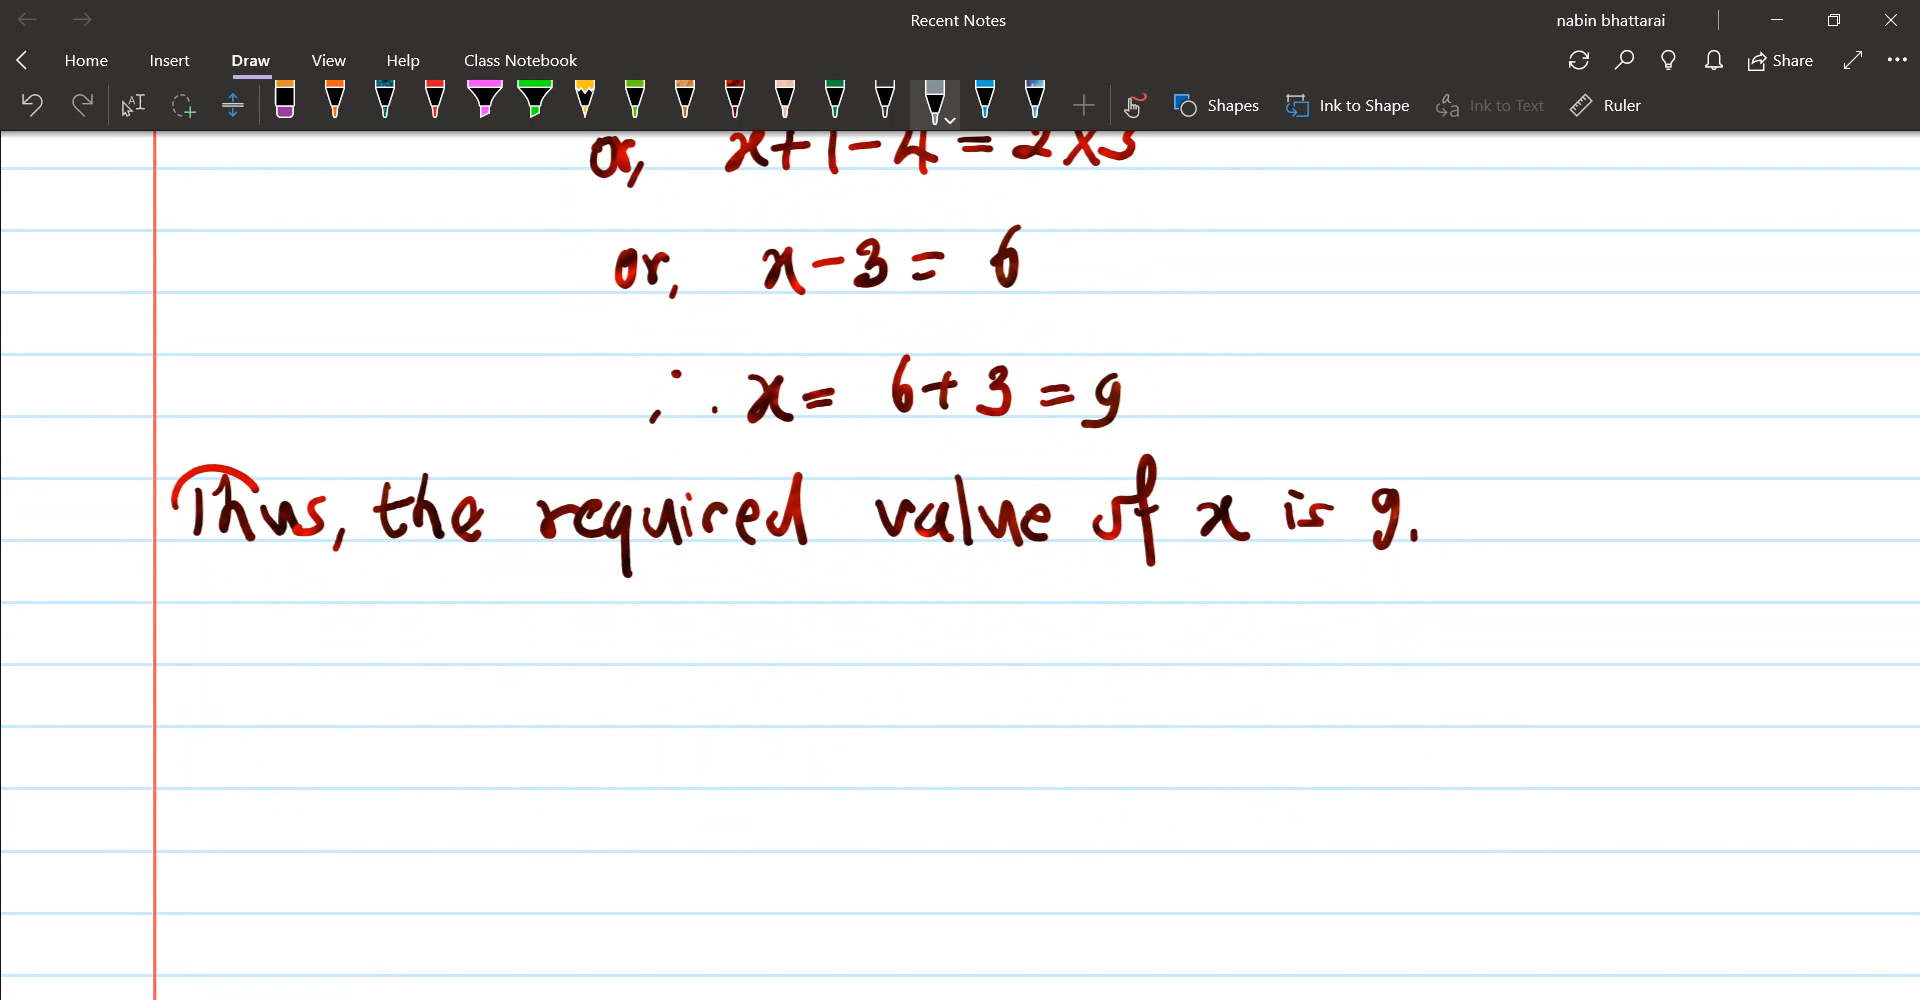 Recent Notes
nabin bhattarai
Home Insert Draw View Help Class Notebook
Share
Shapes Ink to Shape Ink to Text Ruler
or, x+1-4 = 2×3
or, x-3 = 6
∴ x = 6+3 = 9
Thus, the required value of x is 9.